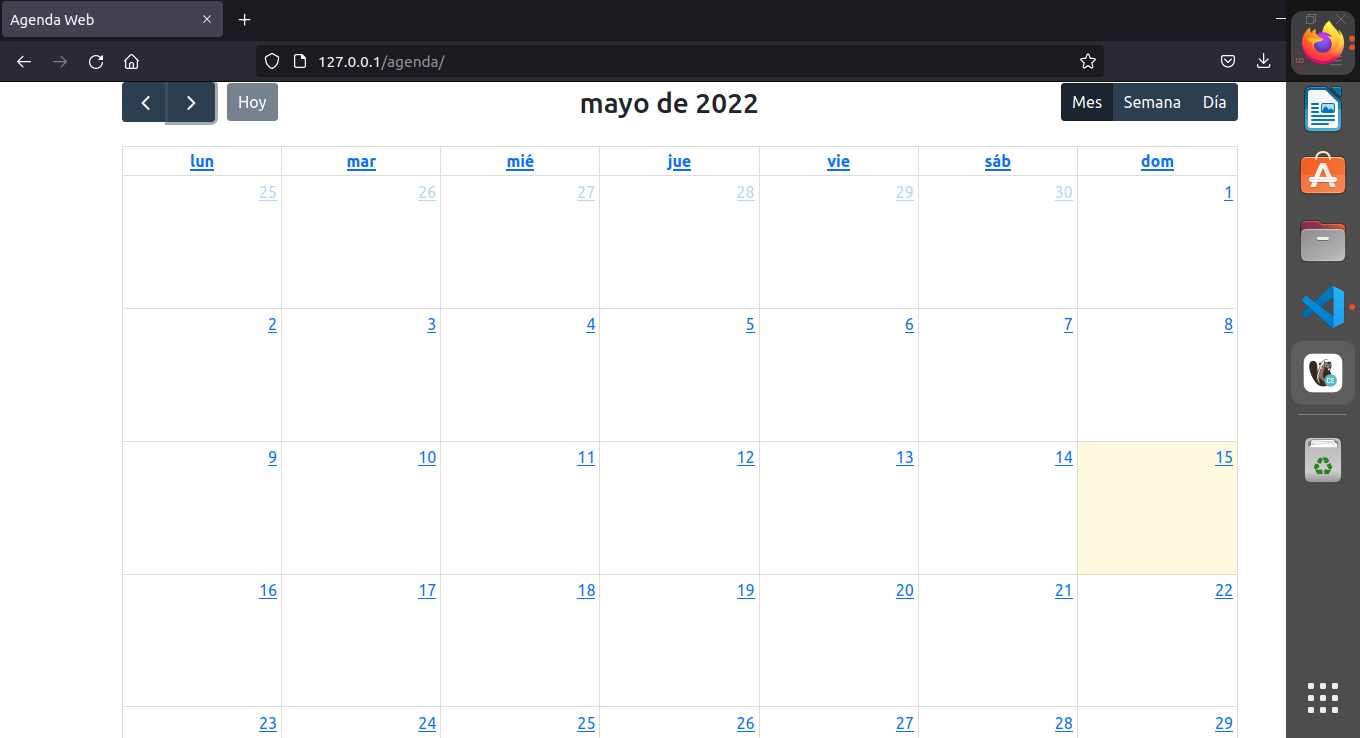 Agenda Web
127.0.0.1/agenda/
Hoy
mayo de 2022
Mes Semana Día
lun mar mié jue vie sáb dom
25 26 27 28 29 30 1
2 3 4 5 6 7 8
9 10 11 12 13 14 15
16 17 18 19 20 21 22
23 24 25 26 27 28 29